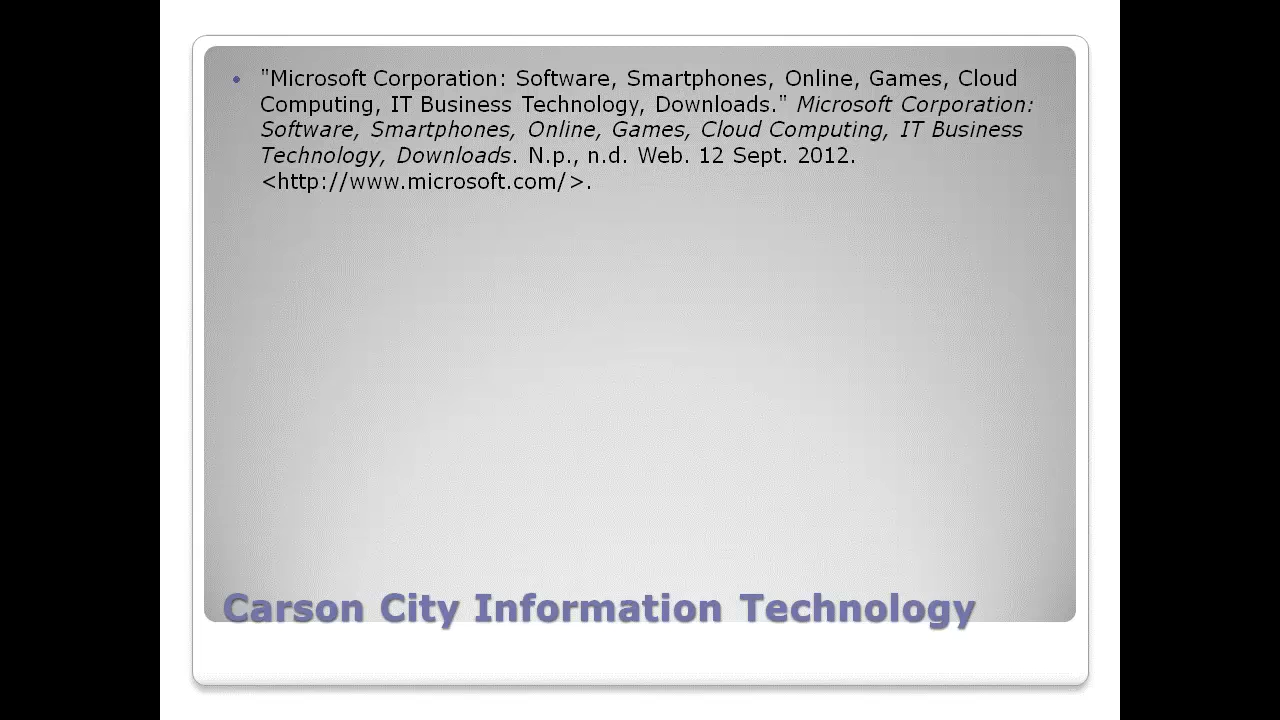 • "Microsoft Corporation: Software, Smartphones, Online, Games, Cloud
Computing, IT Business Technology, Downloads." Microsoft Corporation:
Software, Smartphones, Online, Games, Cloud Computing, IT Business
Technology, Downloads. N.p., n.d. Web. 12 Sept. 2012.
<http://www.microsoft.com/>.
Carson City Information Technology